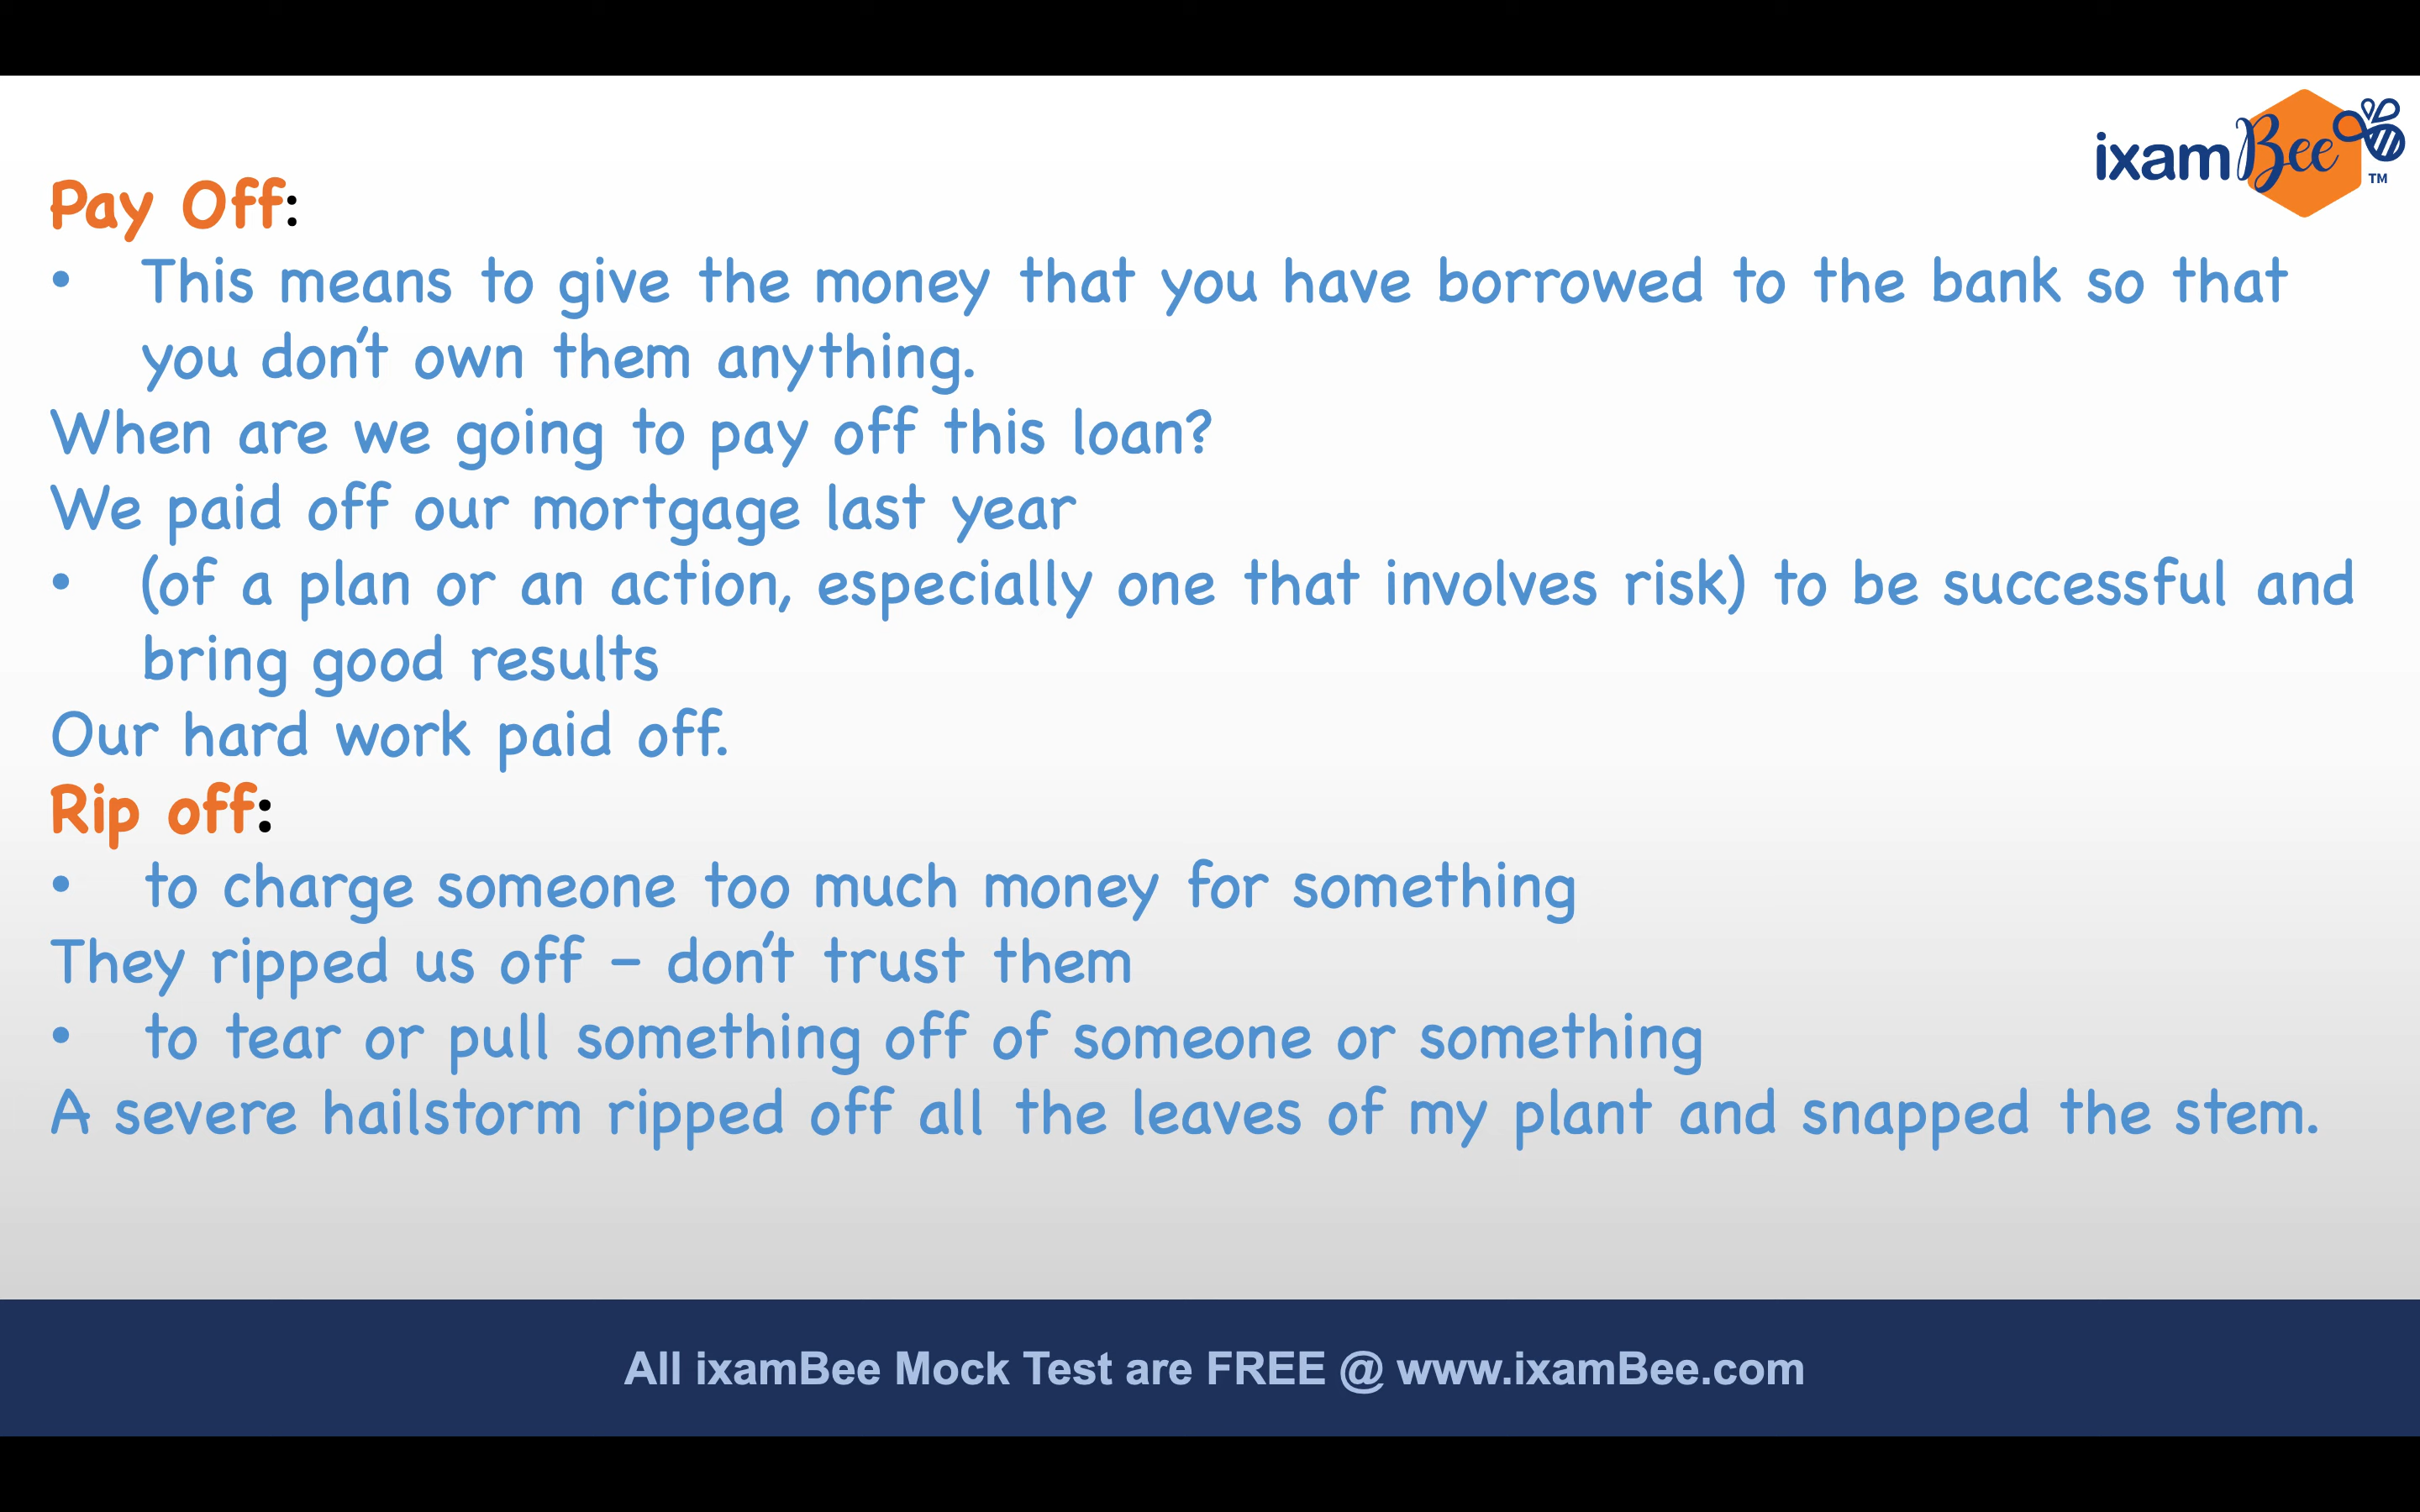 ixamBee TM
Pay Off:
• This means to give the money that you have borrowed to the bank so that
you don't own them anything.
When are we going to pay off this loan?
We paid off our mortgage last year
• (of a plan or an action, especially one that involves risk) to be successful and
bring good results
Our hard work paid off.
Rip off:
• to charge someone too much money for something
They ripped us off – don't trust them
• to tear or pull something off of someone or something
A severe hailstorm ripped off all the leaves of my plant and snapped the stem.
All ixamBee Mock Test are FREE @ www.ixamBee.com